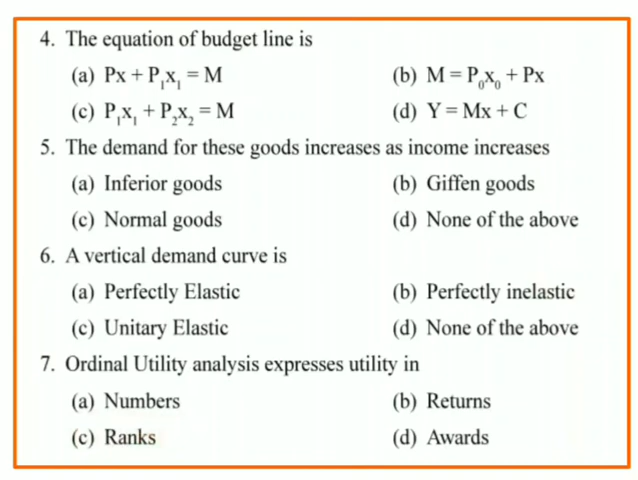 4. The equation of budget line is
(a) Px + P₁x₁ = M (b) M = P₀x₀ + Px
(c) P₁x₁ + P₂x₂ = M (d) Y = Mx + C
5. The demand for these goods increases as income increases
(a) Inferior goods (b) Giffen goods
(c) Normal goods (d) None of the above
6. A vertical demand curve is
(a) Perfectly Elastic (b) Perfectly inelastic
(c) Unitary Elastic (d) None of the above
7. Ordinal Utility analysis expresses utility in
(a) Numbers (b) Returns
(c) Ranks (d) Awards